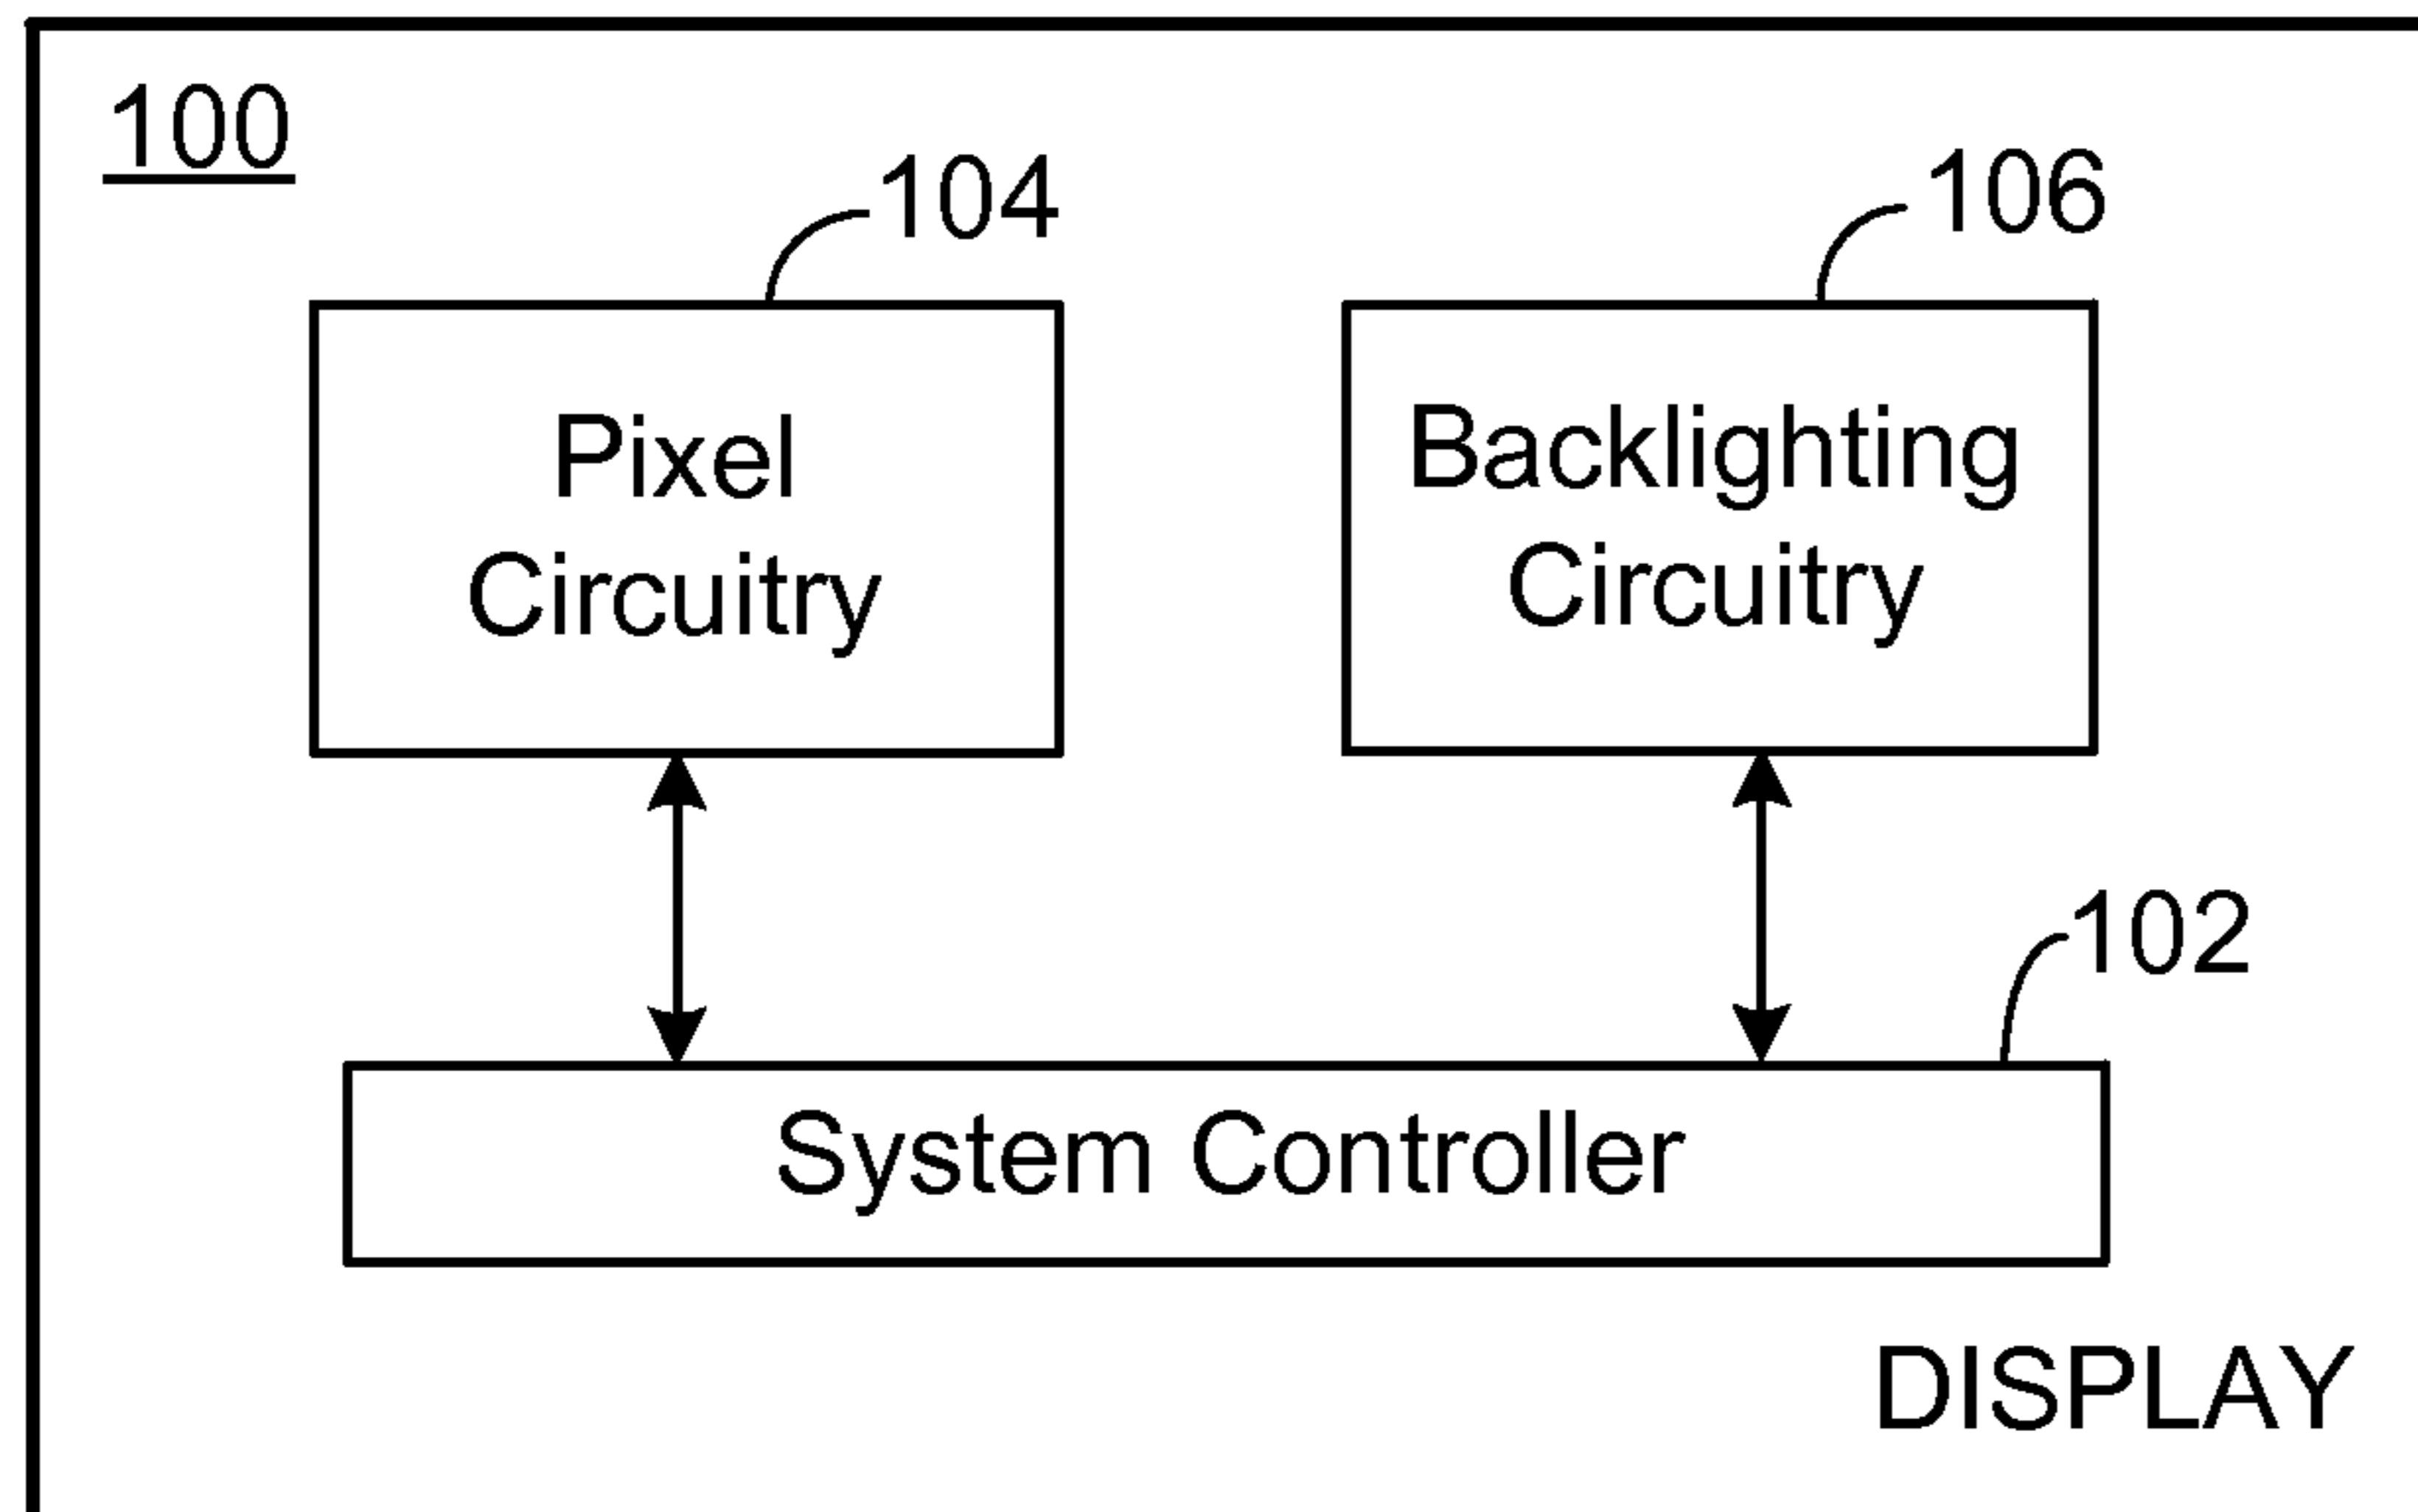 100
104
106
Pixel
Circuitry
Backlighting
Circuitry
102
System Controller
DISPLAY